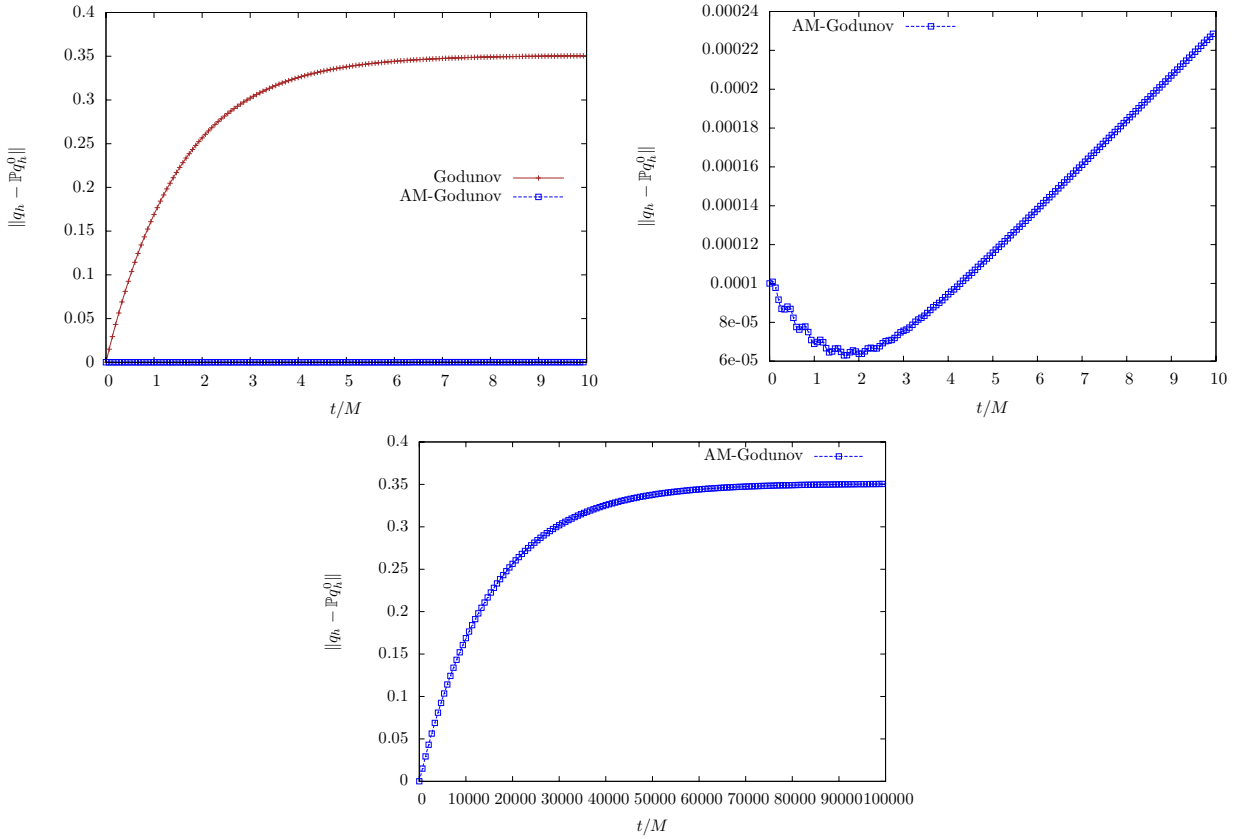 0.4
0.35
0.3
0.25
0.2
0.15
0.1
0.05
0
‖q_h − ℙq_h^0‖
Godunov
AM-Godunov
0 1 2 3 4 5 6 7 8 9 10
t/M
0.00024
0.00022
0.0002
0.00018
0.00016
0.00014
0.00012
0.0001
8e-05
6e-05
‖q_h − ℙq_h^0‖
AM-Godunov
0 1 2 3 4 5 6 7 8 9 10
t/M
0.4
0.35
0.3
0.25
0.2
0.15
0.1
0.05
0
‖q_h − ℙq_h^0‖
AM-Godunov
0 10000 20000 30000 40000 50000 60000 70000 80000 90000 100000
t/M